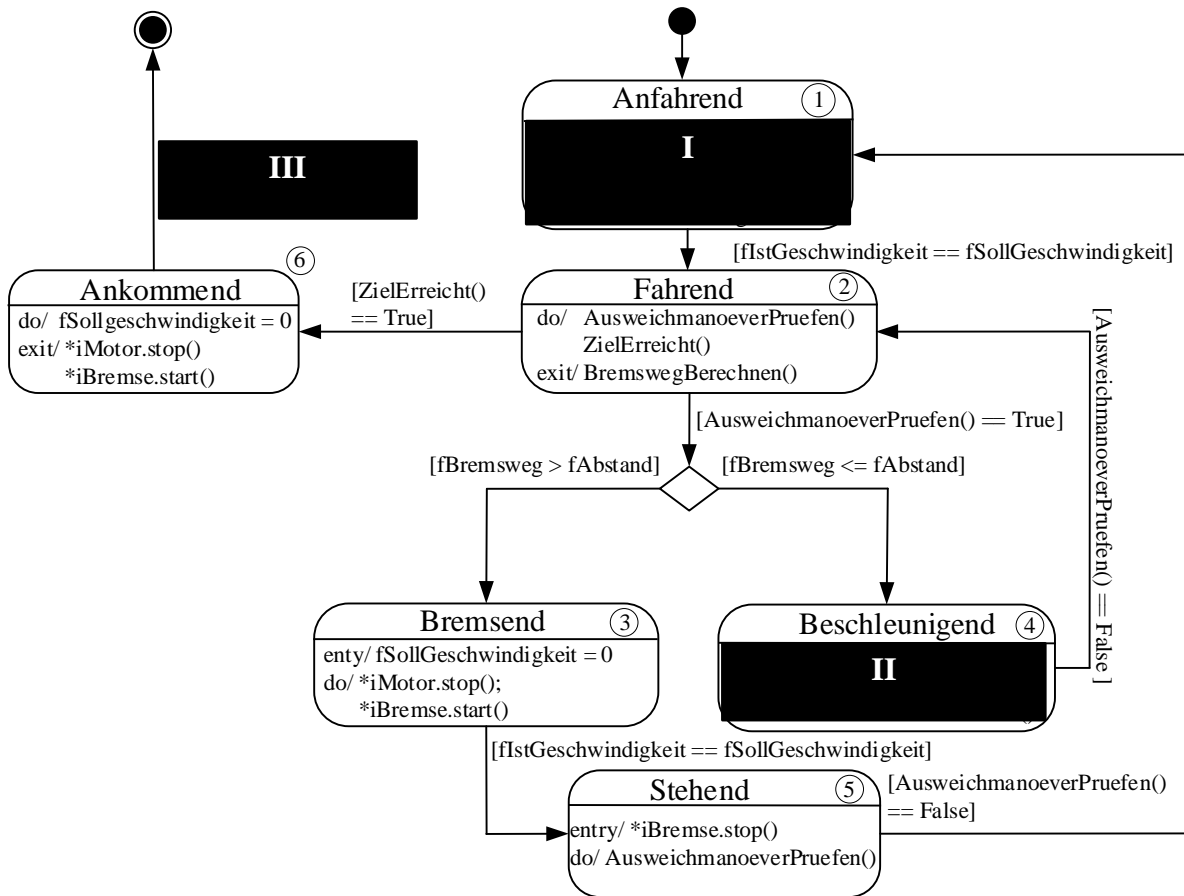 Anfahrend
1
I
III
[fIstGeschwindigkeit == fSollGeschwindigkeit]
6
Ankommend
do/ fSollgeschwindigkeit = 0
exit/ *iMotor.stop()
*iBremse.start()
[ZielErreicht()
== True]
Fahrend
2
do/ AusweichmanoeverPruefen()
ZielErreicht()
exit/ BremswegBerechnen()
[AusweichmanoeverPruefen() == False ]
[AusweichmanoeverPruefen() == True]
[fBremsweg > fAbstand]
[fBremsweg <= fAbstand]
Bremsend
3
enty/ fSollGeschwindigkeit = 0
do/ *iMotor.stop();
*iBremse.start()
Beschleunigend
4
II
[fIstGeschwindigkeit == fSollGeschwindigkeit]
Stehend
5
entry/ *iBremse.stop()
do/ AusweichmanoeverPruefen()
[AusweichmanoeverPruefen()
== False]